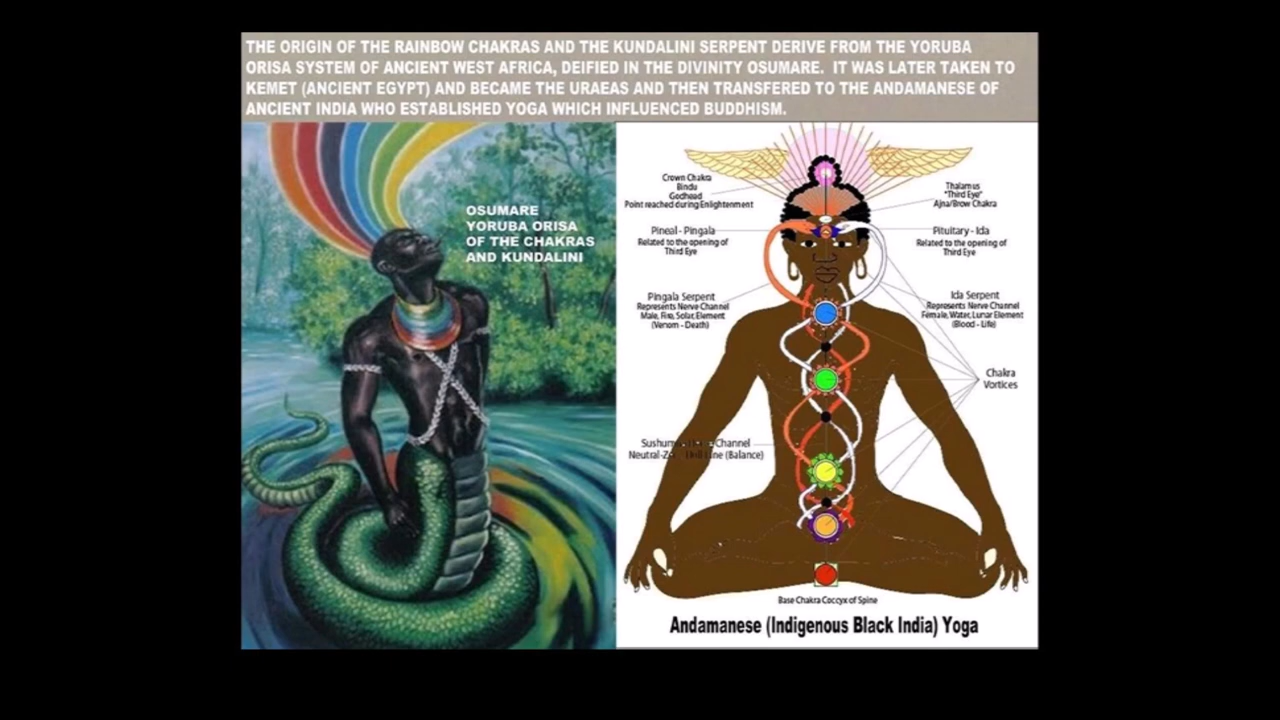 THE ORIGIN OF THE RAINBOW CHAKRAS AND THE KUNDALINI SERPENT DERIVE FROM THE YORUBA
ORISA SYSTEM OF ANCIENT WEST AFRICA, DEIFIED IN THE DIVINITY OSUMARE. IT WAS LATER TAKEN TO
KEMET (ANCIENT EGYPT) AND BECAME THE URAEAS AND THEN TRANSFERED TO THE ANDAMANESE OF
ANCIENT INDIA WHO ESTABLISHED YOGA WHICH INFLUENCED BUDDHISM.
OSUMARE
YORUBA ORISA
OF THE CHAKRAS
AND KUNDALINI
Crown Chakra
Bindu
Godhead
Point reached during Enlightenment
Thalamus
"Third Eye"
Ajna/Brow Chakra
Pineal - Pingala
Related to the opening of
Third Eye
Pituitary - Ida
Related to the opening of
Third Eye
Pingala Serpent
Represents Nerve Channel
Male, Fire, Solar, Element
(Venom - Death)
Ida Serpent
Represents Nerve Channel
Female, Water, Lunar Element
(Blood - Life)
Chakra
Vortices
Channel
(Balance)
Base Chakra Coccyx of Spine
Andamanese (Indigenous Black India) Yoga